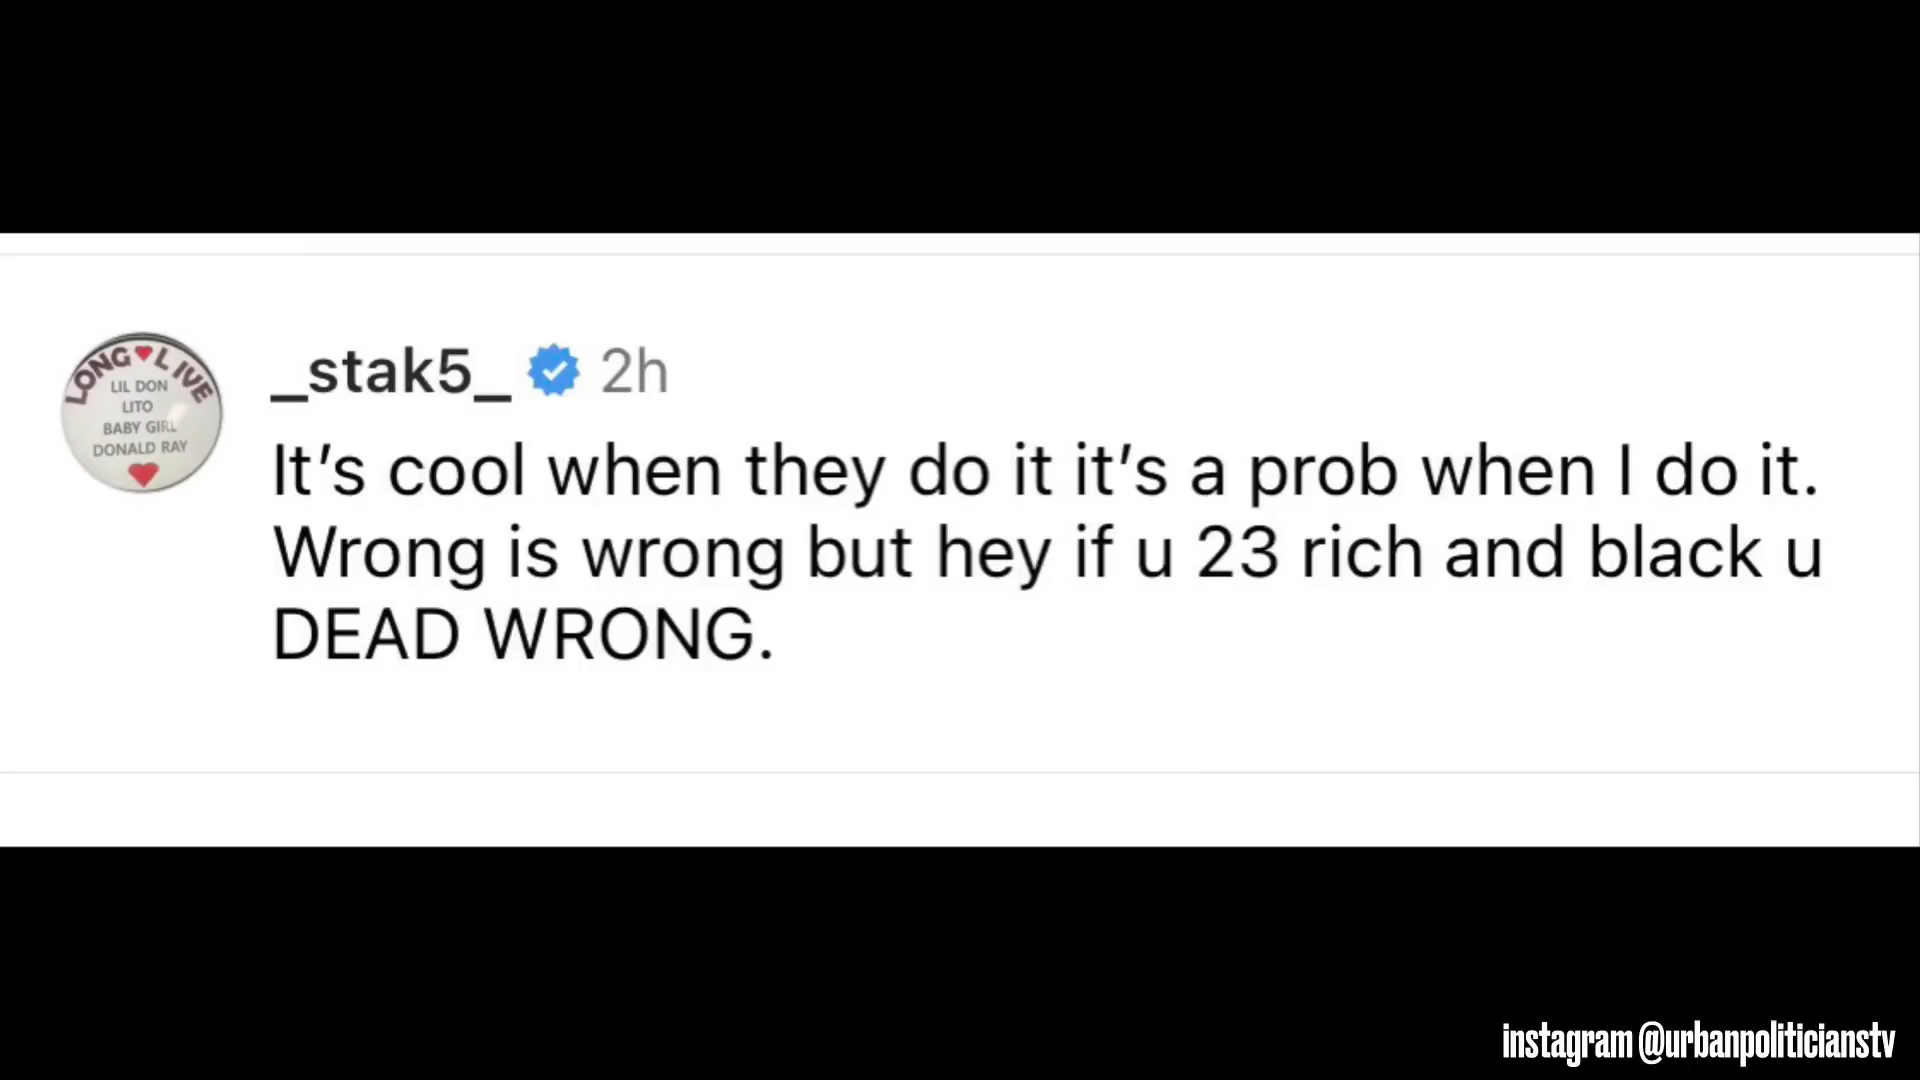 LONG LIVE
LIL DON
LITO
BABY GIRL
DONALD RAY
_stak5_ 2h
It’s cool when they do it it’s a prob when I do it.
Wrong is wrong but hey if u 23 rich and black u
DEAD WRONG.
instagram @urbanpoliticianstv